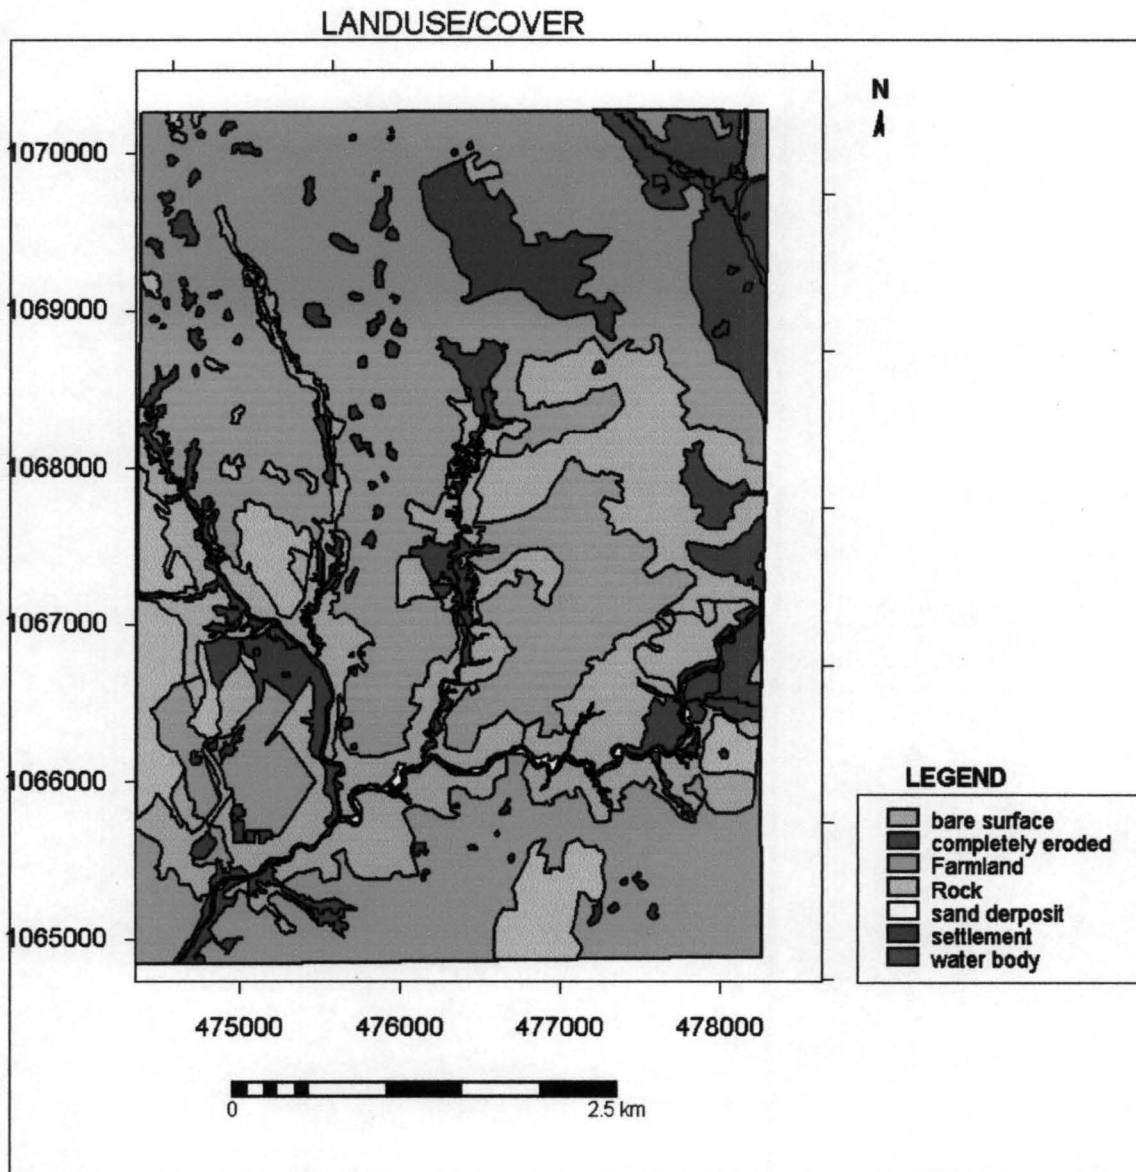 LANDUSE/COVER
N
1070000
1069000
1068000
1067000
1066000
1065000
475000 476000 477000 478000
0 2.5 km
LEGEND
bare surface
completely eroded
Farmland
Rock
sand derposit
settlement
water body